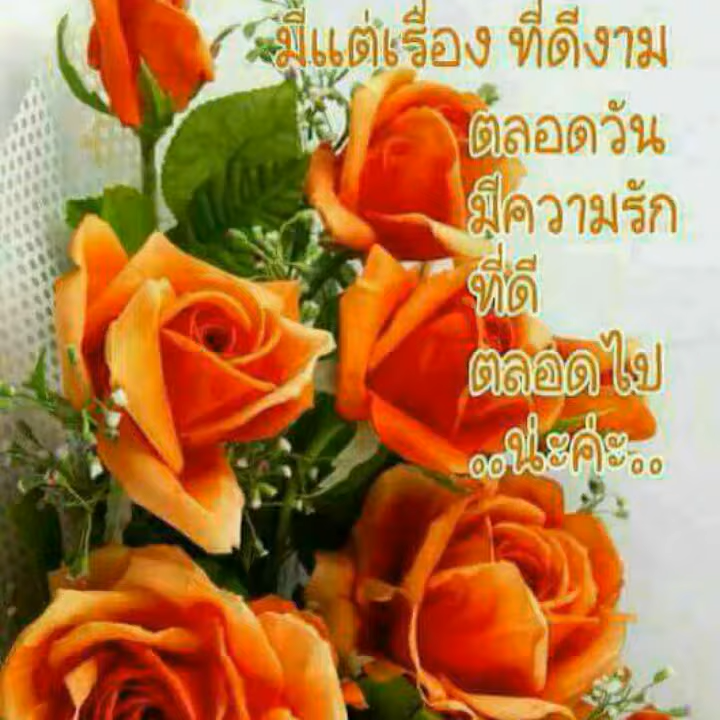 มีแต่เรื่อง ที่ดีงาม
ตลอดวัน
มีความรัก
ที่ดี
ตลอดไป
..น่ะค่ะ..